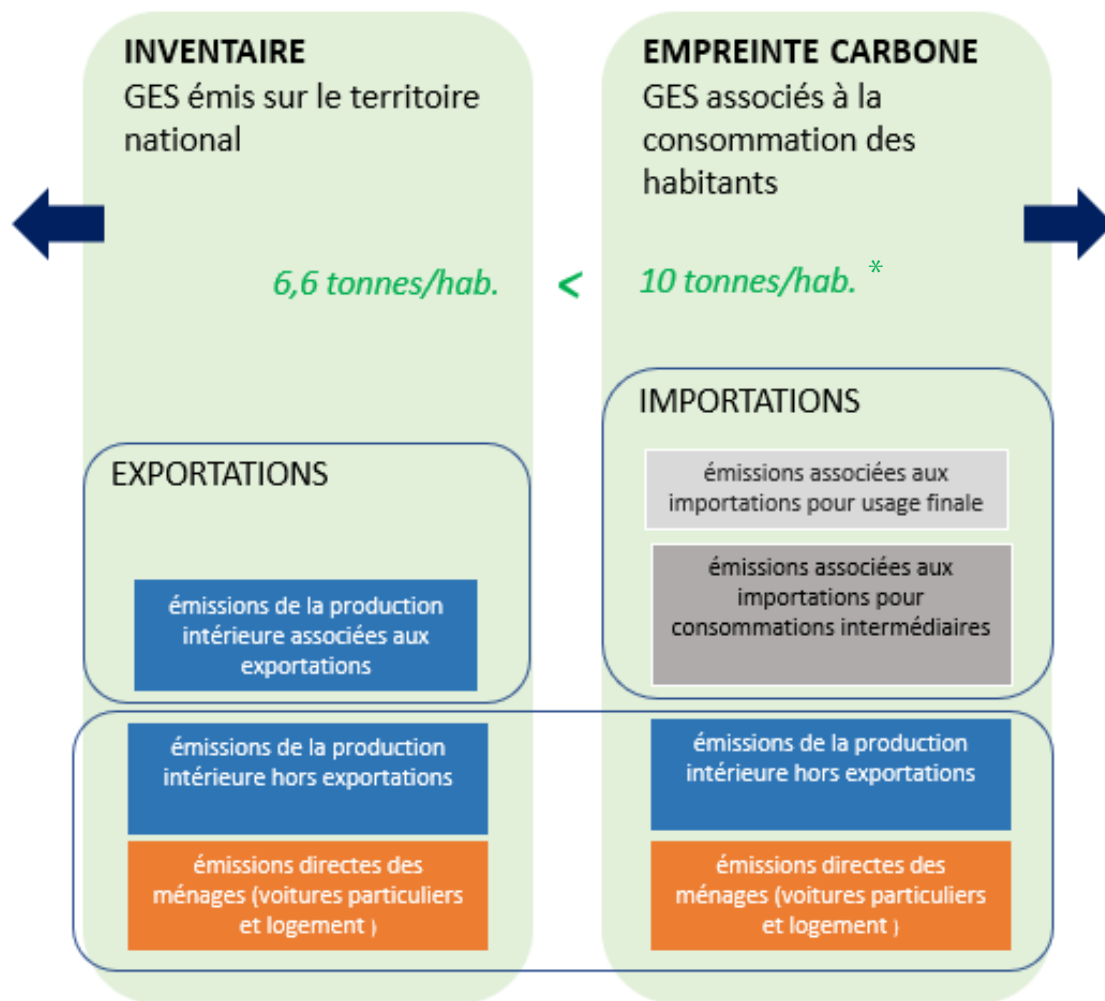 INVENTAIRE
GES émis sur le territoire
national
6,6 tonnes/hab.
<
EXPORTATIONS
émissions de la production
intérieure associées aux
exportations
émissions de la production
intérieure hors exportations
émissions directes des
ménages (voitures particuliers
et logement )
EMPREINTE CARBONE
GES associés à la
consommation des
habitants
10 tonnes/hab. *
IMPORTATIONS
émissions associées aux
importations pour usage finale
émissions associées aux
importations pour
consommations intermédiaires
émissions de la production
intérieure hors exportations
émissions directes des
ménages (voitures particuliers
et logement )